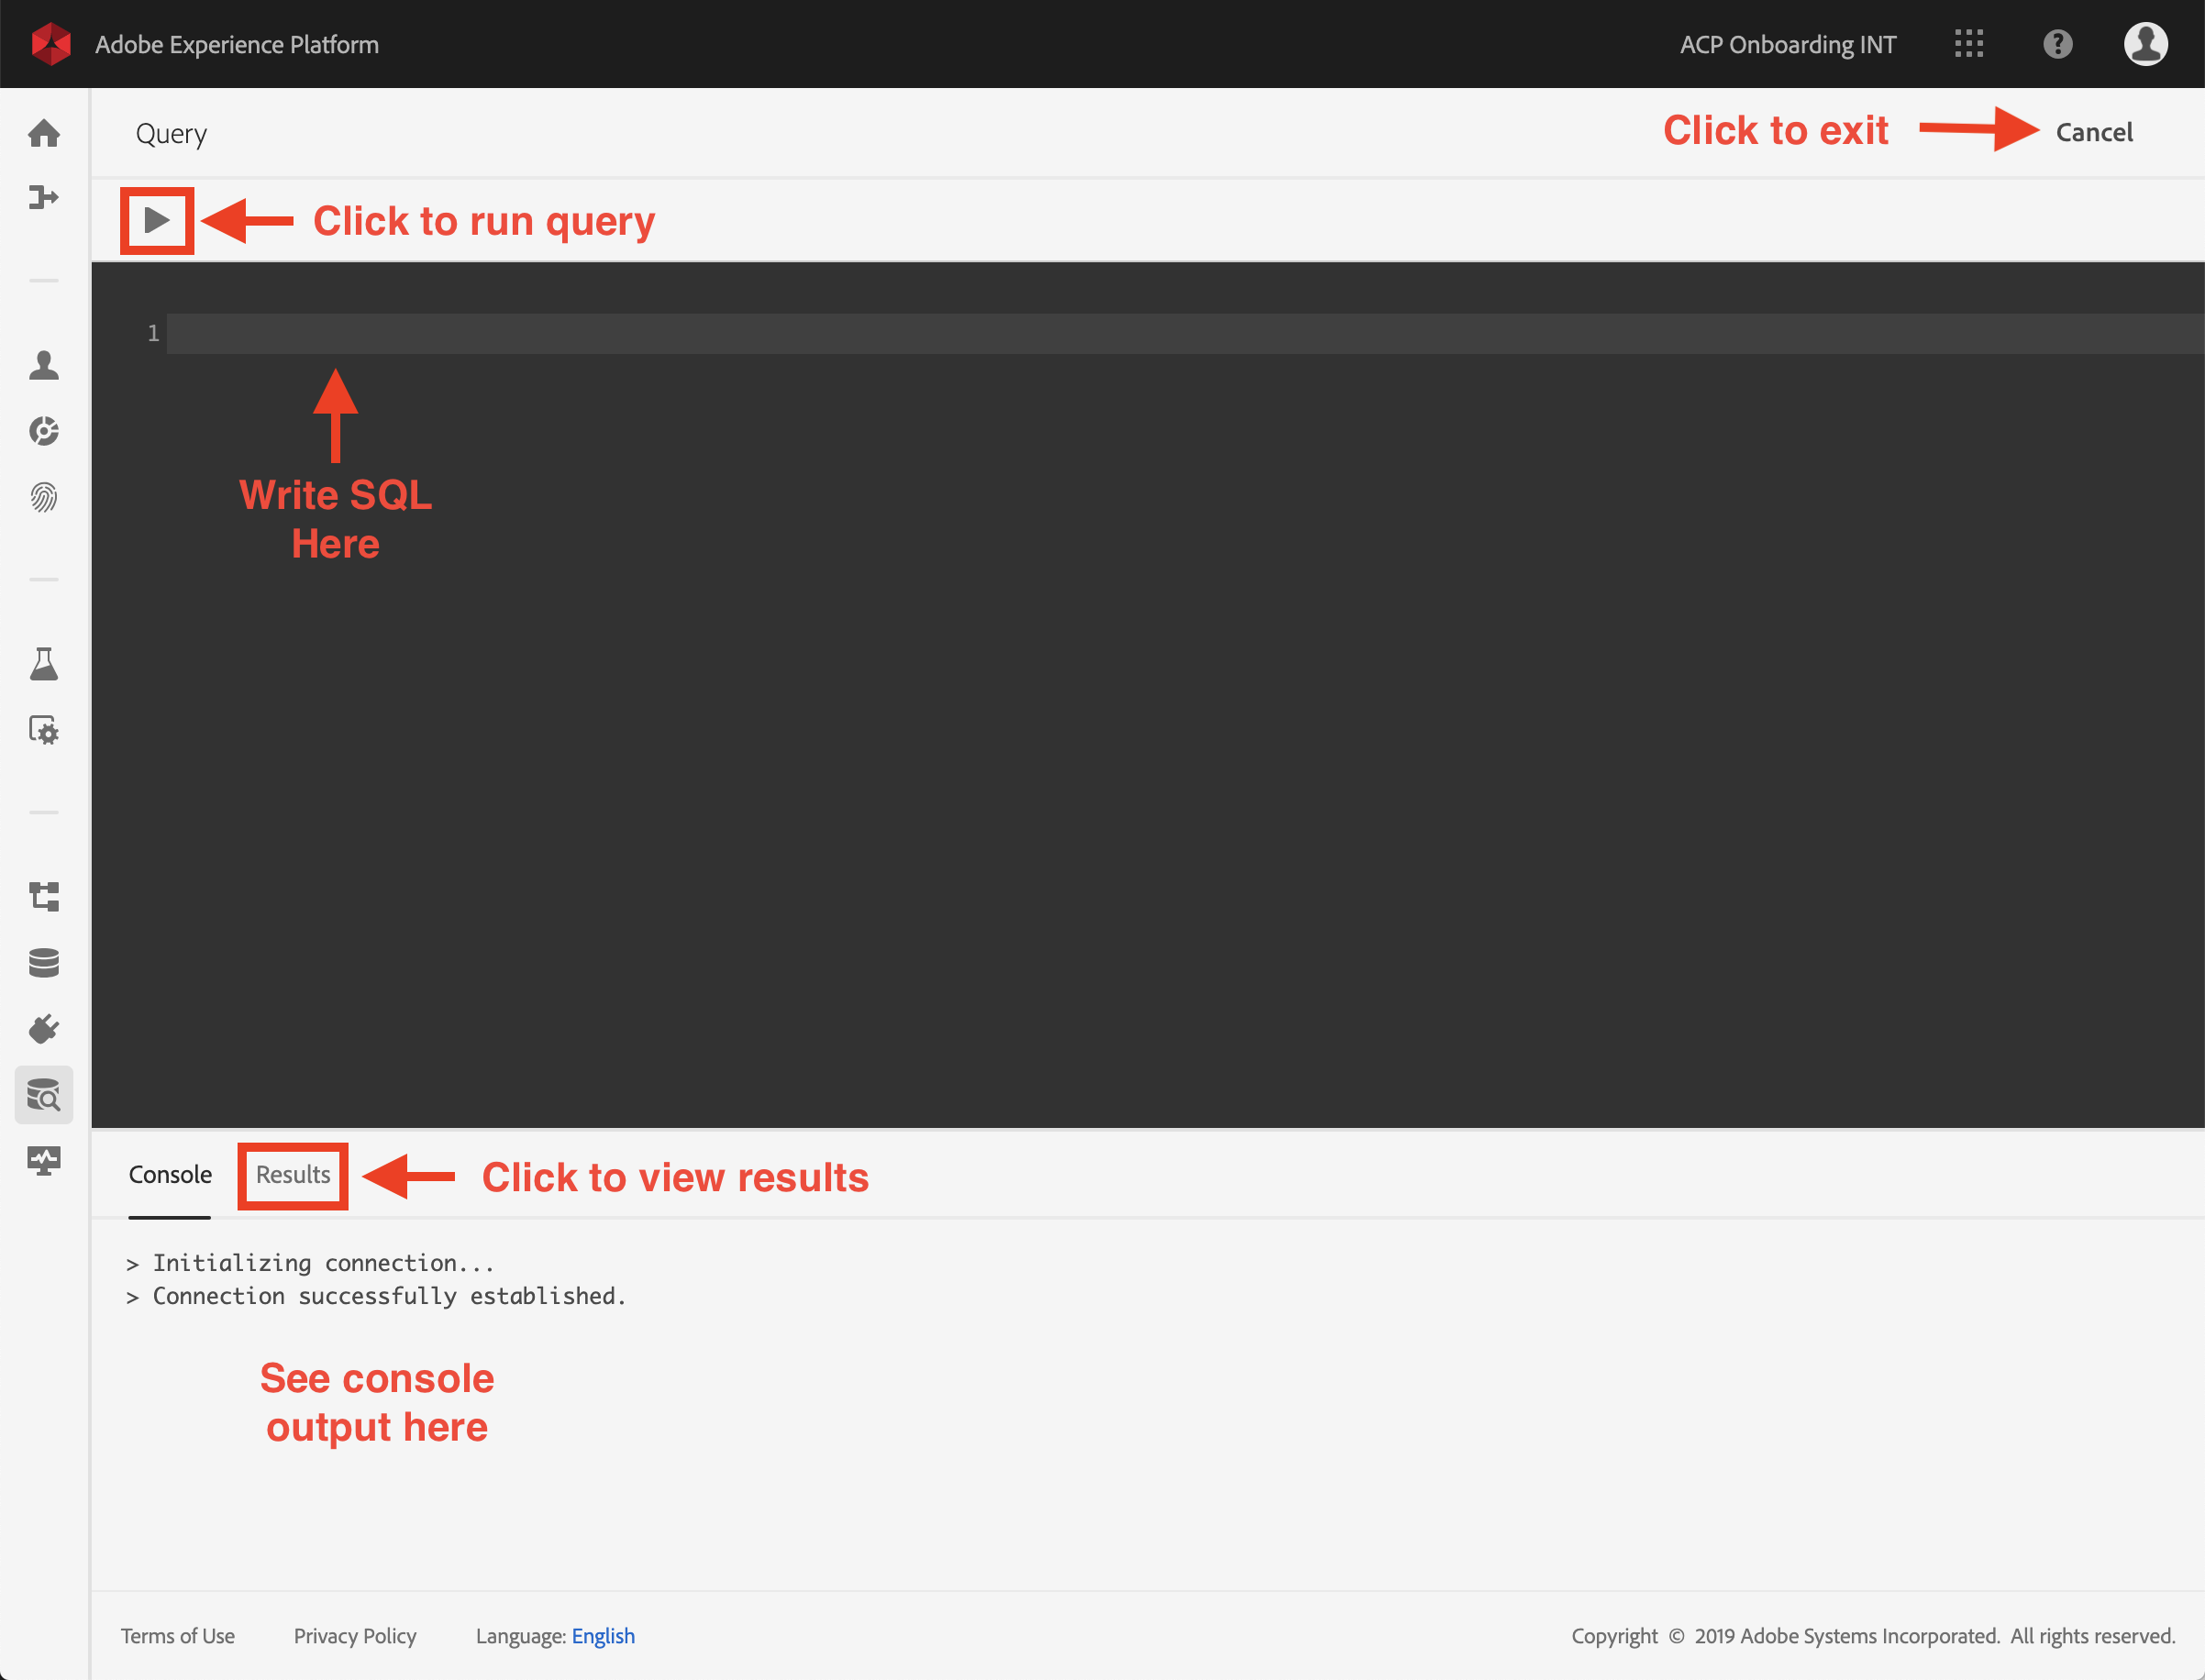 Adobe Experience Platform
ACP Onboarding INT
Query
Click to exit
Cancel
Click to run query
1
Write SQL
Here
Console
Results
Click to view results
> Initializing connection...
> Connection successfully established.
See console
output here
Terms of Use
Privacy Policy
Language: English
Copyright © 2019 Adobe Systems Incorporated. All rights reserved.